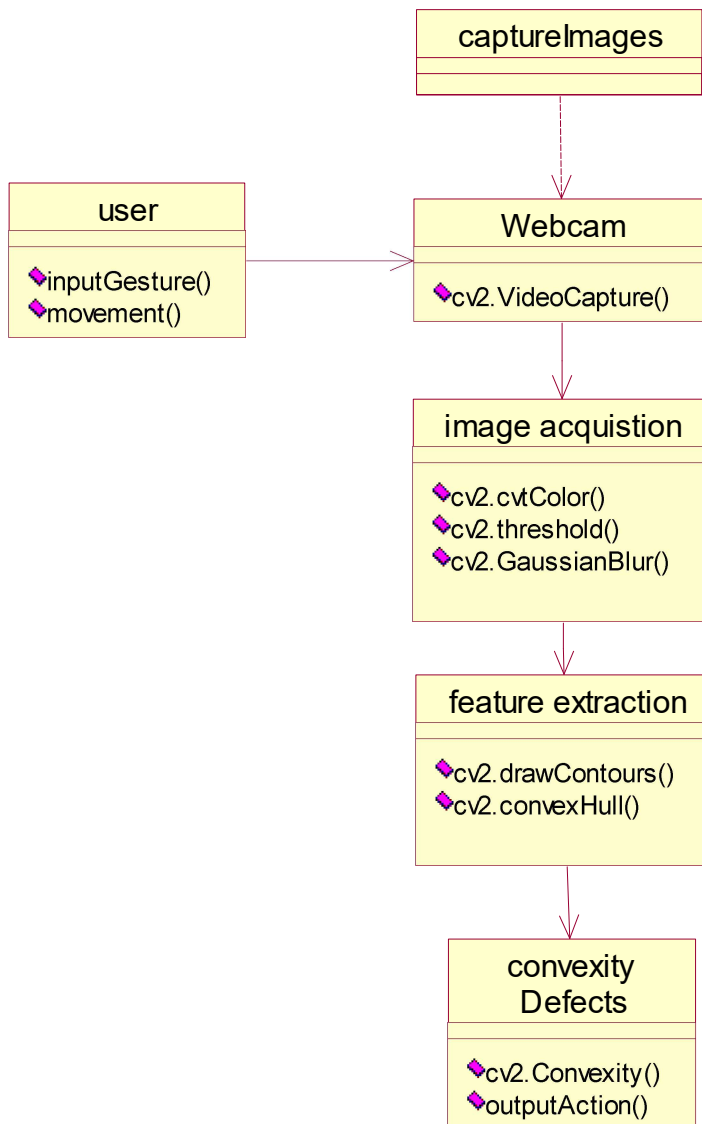 captureImages
user
inputGesture()
movement()
Webcam
cv2.VideoCapture()
image acquistion
cv2.cvtColor()
cv2.threshold()
cv2.GaussianBlur()
feature extraction
cv2.drawContours()
cv2.convexHull()
convexity
Defects
cv2.Convexity()
outputAction()